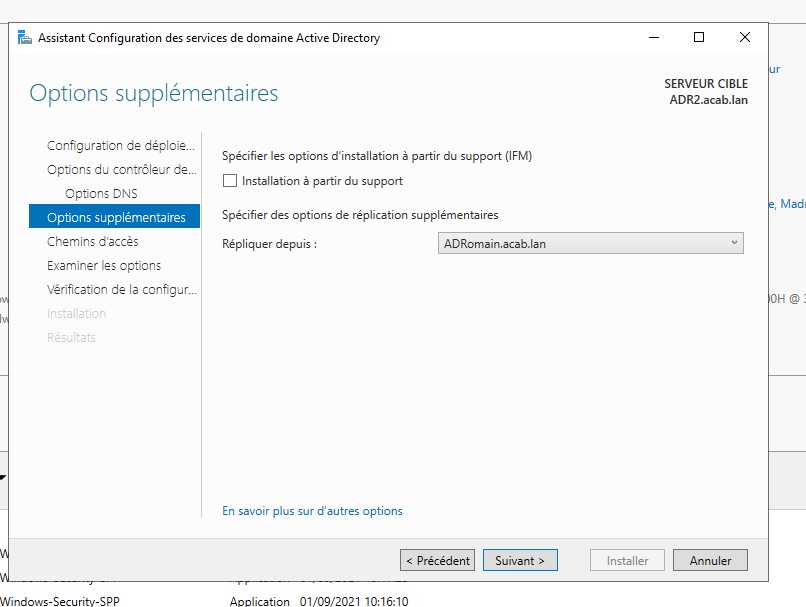 Assistant Configuration des services de domaine Active Directory
Options supplémentaires
SERVEUR CIBLE
ADR2.acab.lan
Configuration de déploie...
Options du contrôleur de...
Options DNS
Options supplémentaires
Chemins d'accès
Examiner les options
Vérification de la configur...
Installation
Résultats
Spécifier les options d'installation à partir du support (IFM)
Installation à partir du support
Spécifier des options de réplication supplémentaires
Répliquer depuis :
ADRomain.acab.lan
En savoir plus sur d'autres options
< Précédent
Suivant >
Installer
Annuler
Windows-Security-SPP Application 01/09/2021 10:16:10